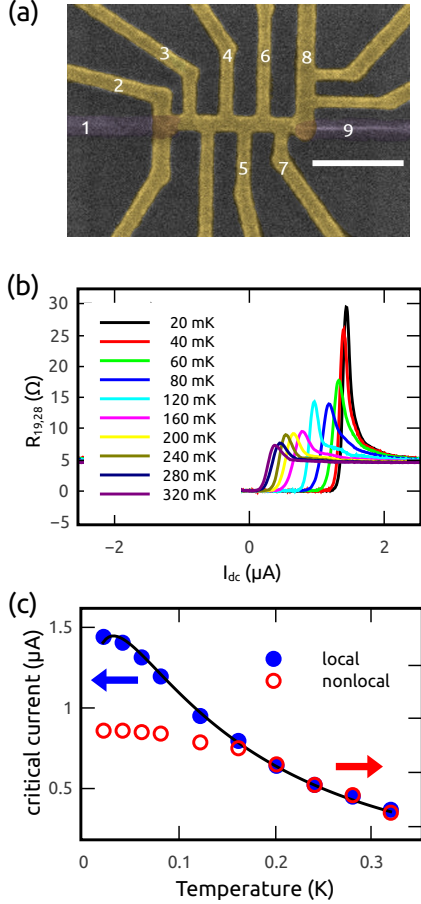 (a)
3
4
6
8
2
1
9
5
7
(b)
R19,28 (Ω)
30
25
20
15
10
5
0
−5
20 mK
40 mK
60 mK
80 mK
120 mK
160 mK
200 mK
240 mK
280 mK
320 mK
−2
0
2
Idc (μA)
(c)
critical current (μA)
1.5
1
0.5
local
nonlocal
0
0.1
0.2
0.3
Temperature (K)